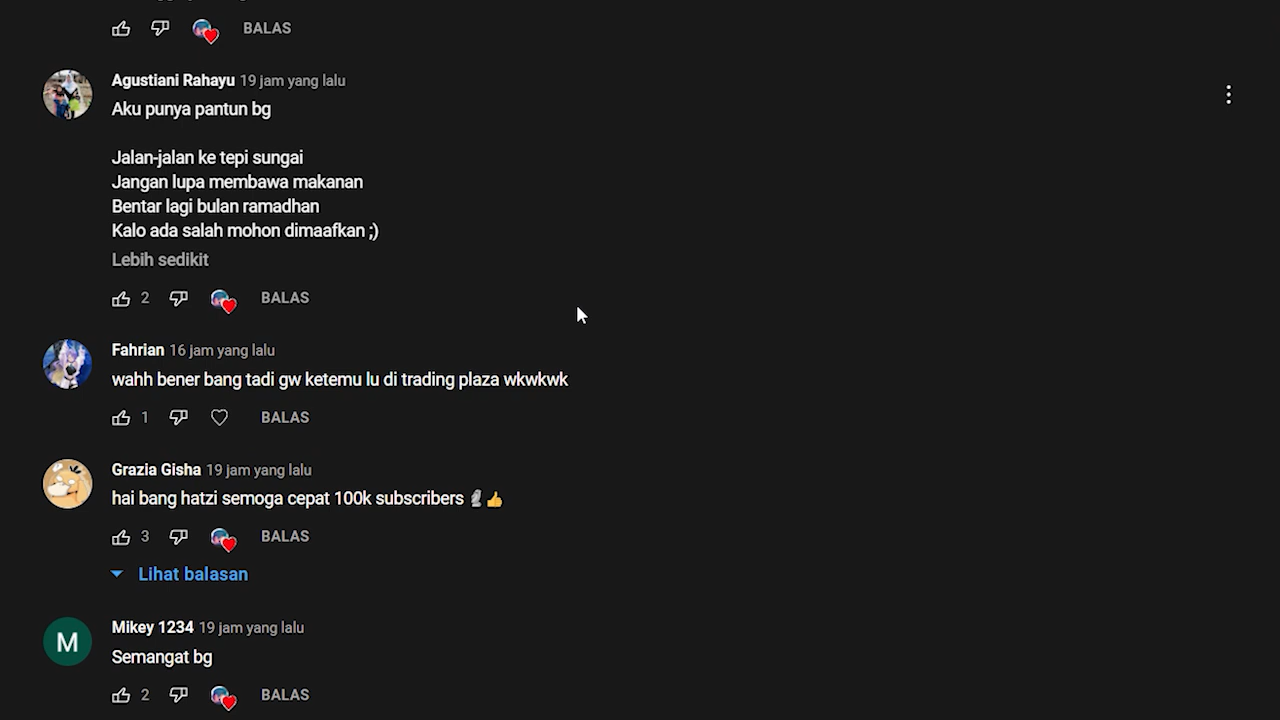 BALAS
Agustiani Rahayu 19 jam yang lalu
Aku punya pantun bg
Jalan-jalan ke tepi sungai
Jangan lupa membawa makanan
Bentar lagi bulan ramadhan
Kalo ada salah mohon dimaafkan ;)
Lebih sedikit
2 BALAS
Fahrian 16 jam yang lalu
wahh bener bang tadi gw ketemu lu di trading plaza wkwkwk
1 BALAS
Grazia Gisha 19 jam yang lalu
hai bang hatzi semoga cepat 100k subscribers 🗿👍
3 BALAS
Lihat balasan
M
Mikey 1234 19 jam yang lalu
Semangat bg
2 BALAS